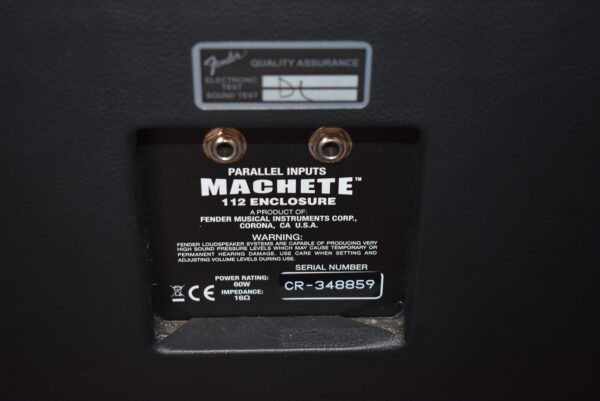 Fender QUALITY ASSURANCE
ELECTRONIC
TEST
SOUND TEST DL
PARALLEL INPUTS
MACHETE™
112 ENCLOSURE
A PRODUCT OF:
FENDER MUSICAL INSTRUMENTS CORP.,
CORONA, CA U.S.A.
WARNING:
FENDER LOUDSPEAKER SYSTEMS ARE CAPABLE OF PRODUCING VERY
HIGH SOUND PRESSURE LEVELS WHICH MAY CAUSE TEMPORARY OR
PERMANENT HEARING DAMAGE. USE CARE WHEN SETTING AND
ADJUSTING VOLUME LEVELS DURING USE.
SERIAL NUMBER
CR-348859
POWER RATING:
60W
IMPEDANCE:
16Ω
CE